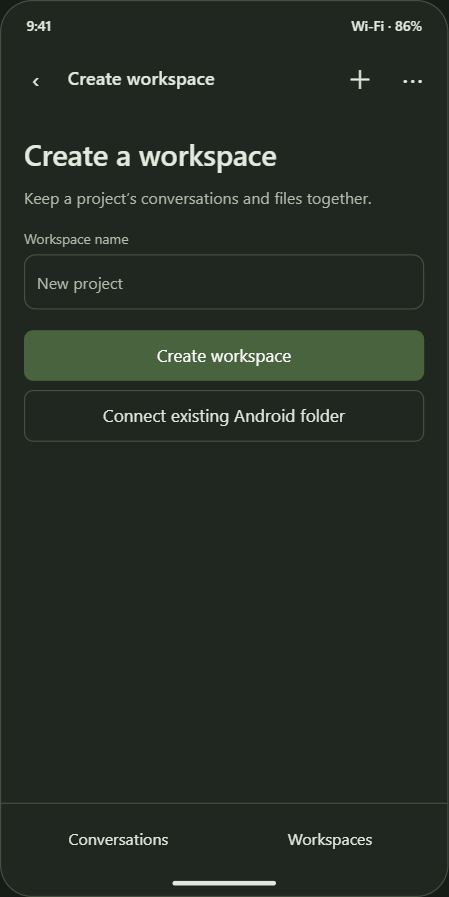 9:41 Wi-Fi · 86%
‹ Create workspace + ...
Create a workspace
Keep a project's conversations and files together.
Workspace name
New project
Create workspace
Connect existing Android folder
Conversations Workspaces